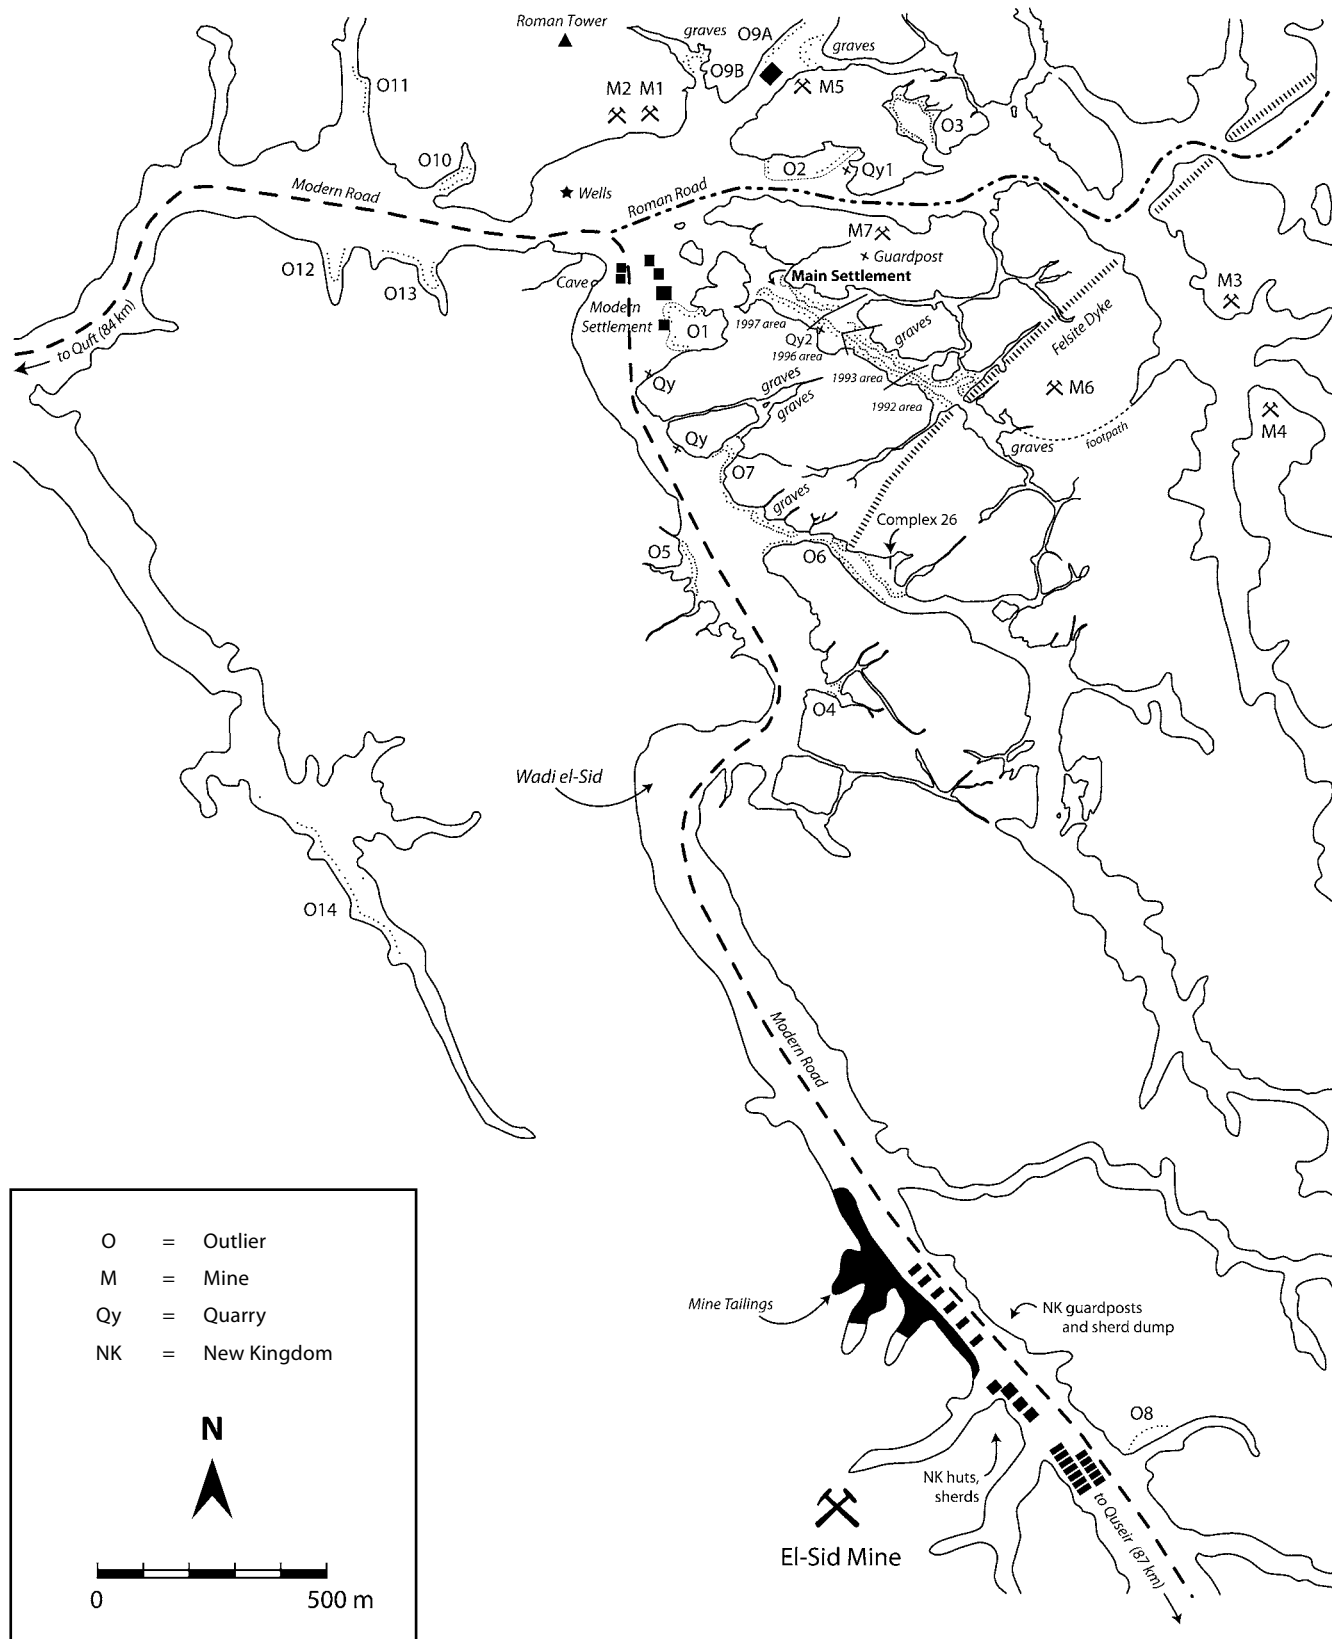 Roman Tower
graves
O9A
graves
O9B
M5
O11
M2
M1
O3
O10
O2
Qy1
Modern Road
Wells
Roman Road
M7
Guardpost
Main Settlement
O12
O13
Cave
Modern
Settlement
O1
1997 area
Qy2
1996 area
graves
M3
Felsite Dyke
to Quft (84 km)
Qy
graves
graves
1993 area
1992 area
M6
M4
Qy
graves
footpath
O7
graves
Complex 26
O5
O6
O4
Wadi el-Sid
O14
Modern Road
O = Outlier
M = Mine
Qy = Quarry
NK = New Kingdom
N
0 500 m
Mine Tailings
NK guardposts
and sherd dump
O8
NK huts,
sherds
to Quseir (87 km)
El-Sid Mine